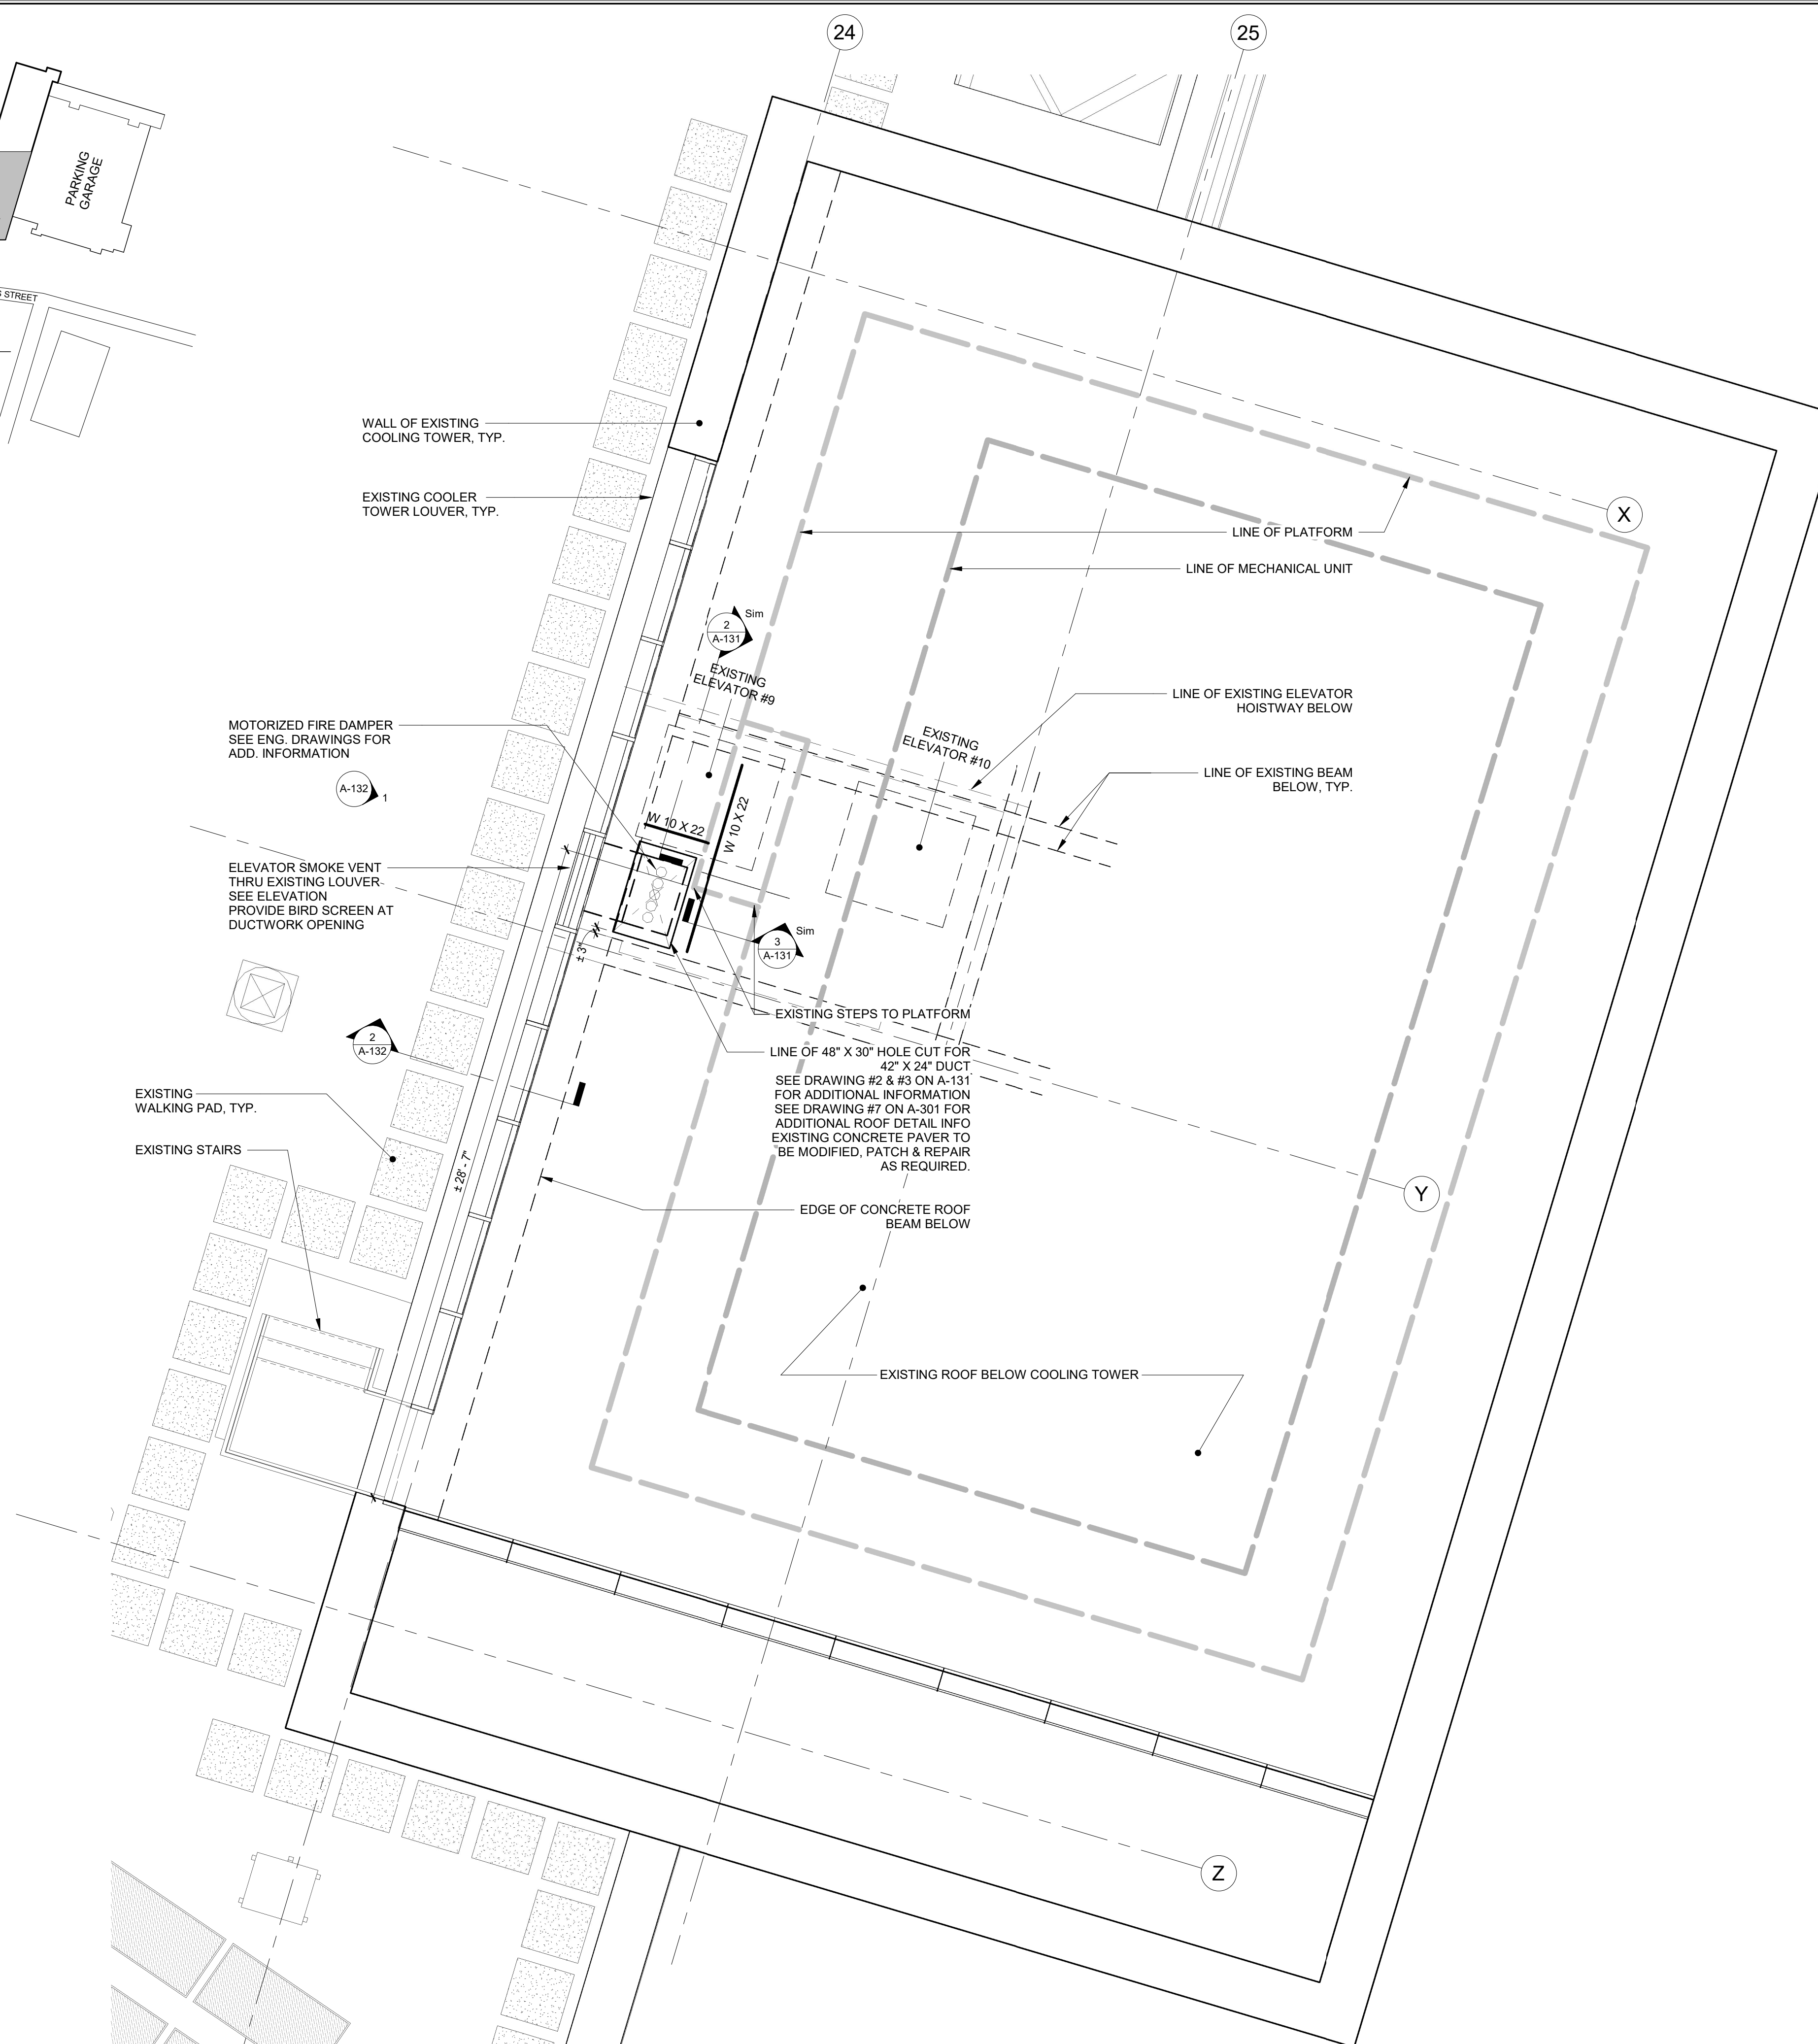 24
25
PARKING
GARAGE
STREET
WALL OF EXISTING
COOLING TOWER, TYP.
EXISTING COOLER
TOWER LOUVER, TYP.
X
LINE OF PLATFORM
LINE OF MECHANICAL UNIT
2
A-131
Sim
EXISTING
ELEVATOR #9
LINE OF EXISTING ELEVATOR
HOISTWAY BELOW
MOTORIZED FIRE DAMPER
SEE ENG. DRAWINGS FOR
ADD. INFORMATION
EXISTING
ELEVATOR #10
LINE OF EXISTING BEAM
BELOW, TYP.
A-132
1
W 10 X 22
W 10 X 22
ELEVATOR SMOKE VENT
THRU EXISTING LOUVER
SEE ELEVATION
PROVIDE BIRD SCREEN AT
DUCTWORK OPENING
3
A-131
Sim
± 3"
EXISTING STEPS TO PLATFORM
2
A-132
LINE OF 48" X 30" HOLE CUT FOR
42" X 24" DUCT
SEE DRAWING #2 & #3 ON A-131
FOR ADDITIONAL INFORMATION
SEE DRAWING #7 ON A-301 FOR
ADDITIONAL ROOF DETAIL INFO
EXISTING CONCRETE PAVER TO
BE MODIFIED, PATCH & REPAIR
AS REQUIRED.
EXISTING
WALKING PAD, TYP.
EXISTING STAIRS
± 28' - 7"
Y
EDGE OF CONCRETE ROOF
BEAM BELOW
EXISTING ROOF BELOW COOLING TOWER
Z